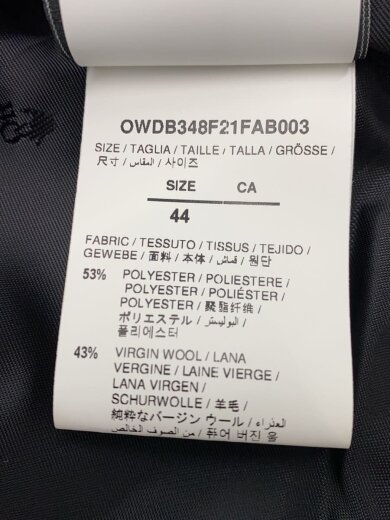 OWDB348F21FAB003
SIZE / TAGLIA / TAILLE / TALLA / GRÖSSE /
尺寸 / المقاس / 사이즈
SIZE CA
44
FABRIC / TESSUTO / TISSUS / TEJIDO /
GEWEBE / 面料 / 本体 / قماش / 원단
53% POLYESTER / POLIESTERE /
POLYESTER / POLIÉSTER /
POLYESTER / 聚脂纤维 /
ポリエステル / البوليستر /
폴리에스터
43% VIRGIN WOOL / LANA
VERGINE / LAINE VIERGE /
LANA VIRGEN /
SCHURWOLLE / 羊毛 /
純粋なバージン ウール / العذراء /
من الصوف الخالص / 퓨어 버진 울